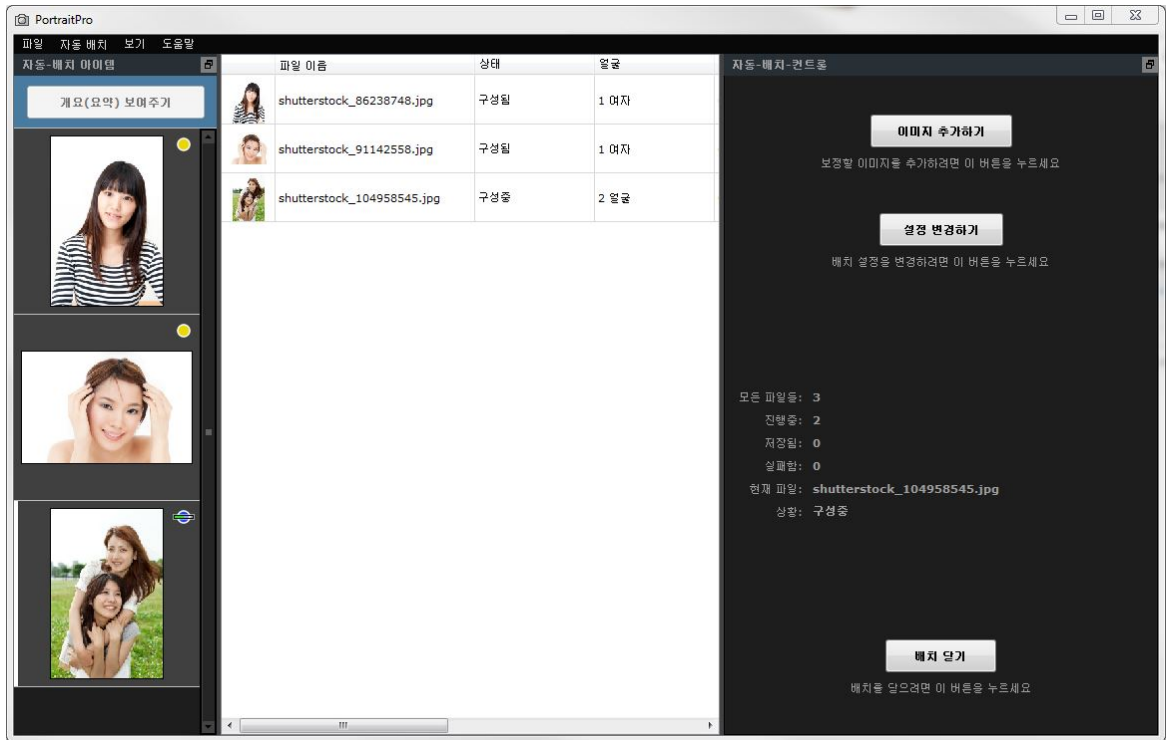 PortraitPro
파일 자동 배치 보기 도움말
자동-배치 아이템
개요(요약) 보여주기
파일 이름 상태 얼굴
shutterstock_86238748.jpg 구성됨 1 여자
shutterstock_91142558.jpg 구성됨 1 여자
shutterstock_104958545.jpg 구성중 2 얼굴
자동-배치-컨트롤
이미지 추가하기
보정할 이미지를 추가하려면 이 버튼을 누르세요
설정 변경하기
배치 설정을 변경하려면 이 버튼을 누르세요
모든 파일들: 3
진행중: 2
저장됨: 0
실패함: 0
현재 파일: shutterstock_104958545.jpg
상황: 구성중
배치 닫기
배치를 닫으려면 이 버튼을 누르세요